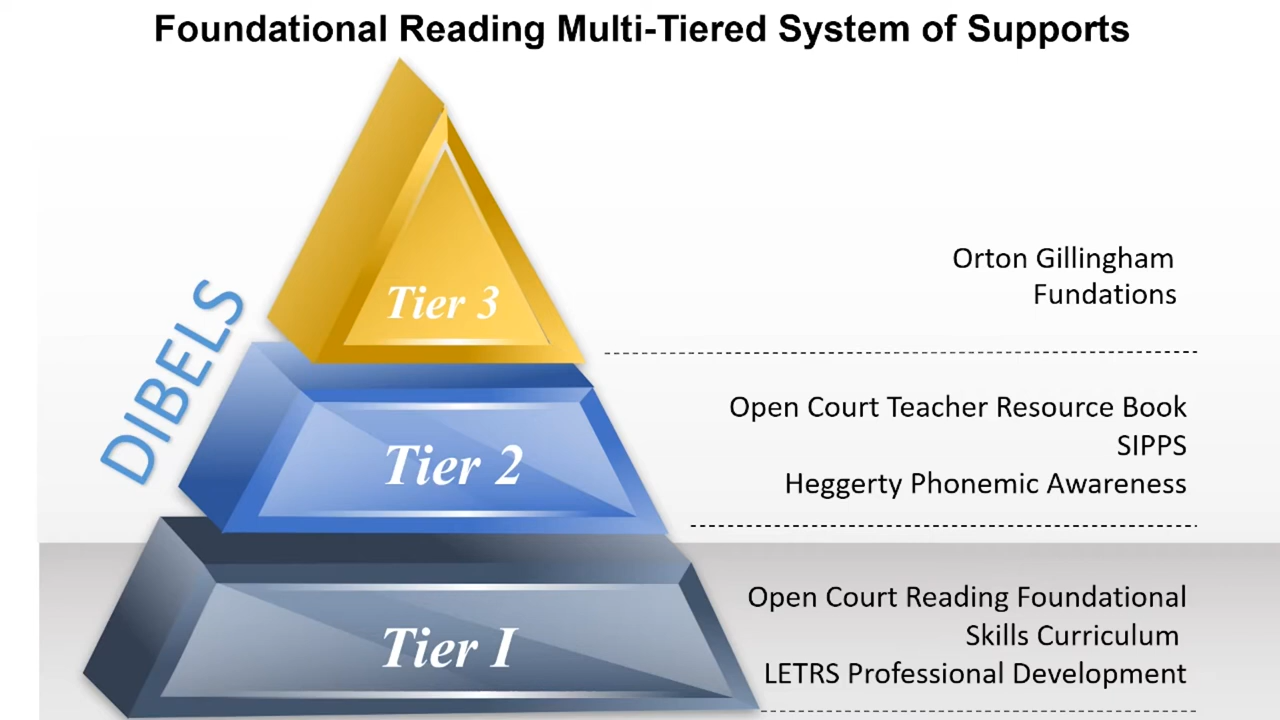 Foundational Reading Multi-Tiered System of Supports
DIBELS
Tier 3
Orton Gillingham
Fundations
Tier 2
Open Court Teacher Resource Book
SIPPS
Heggerty Phonemic Awareness
Tier I
Open Court Reading Foundational
Skills Curriculum
LETRS Professional Development